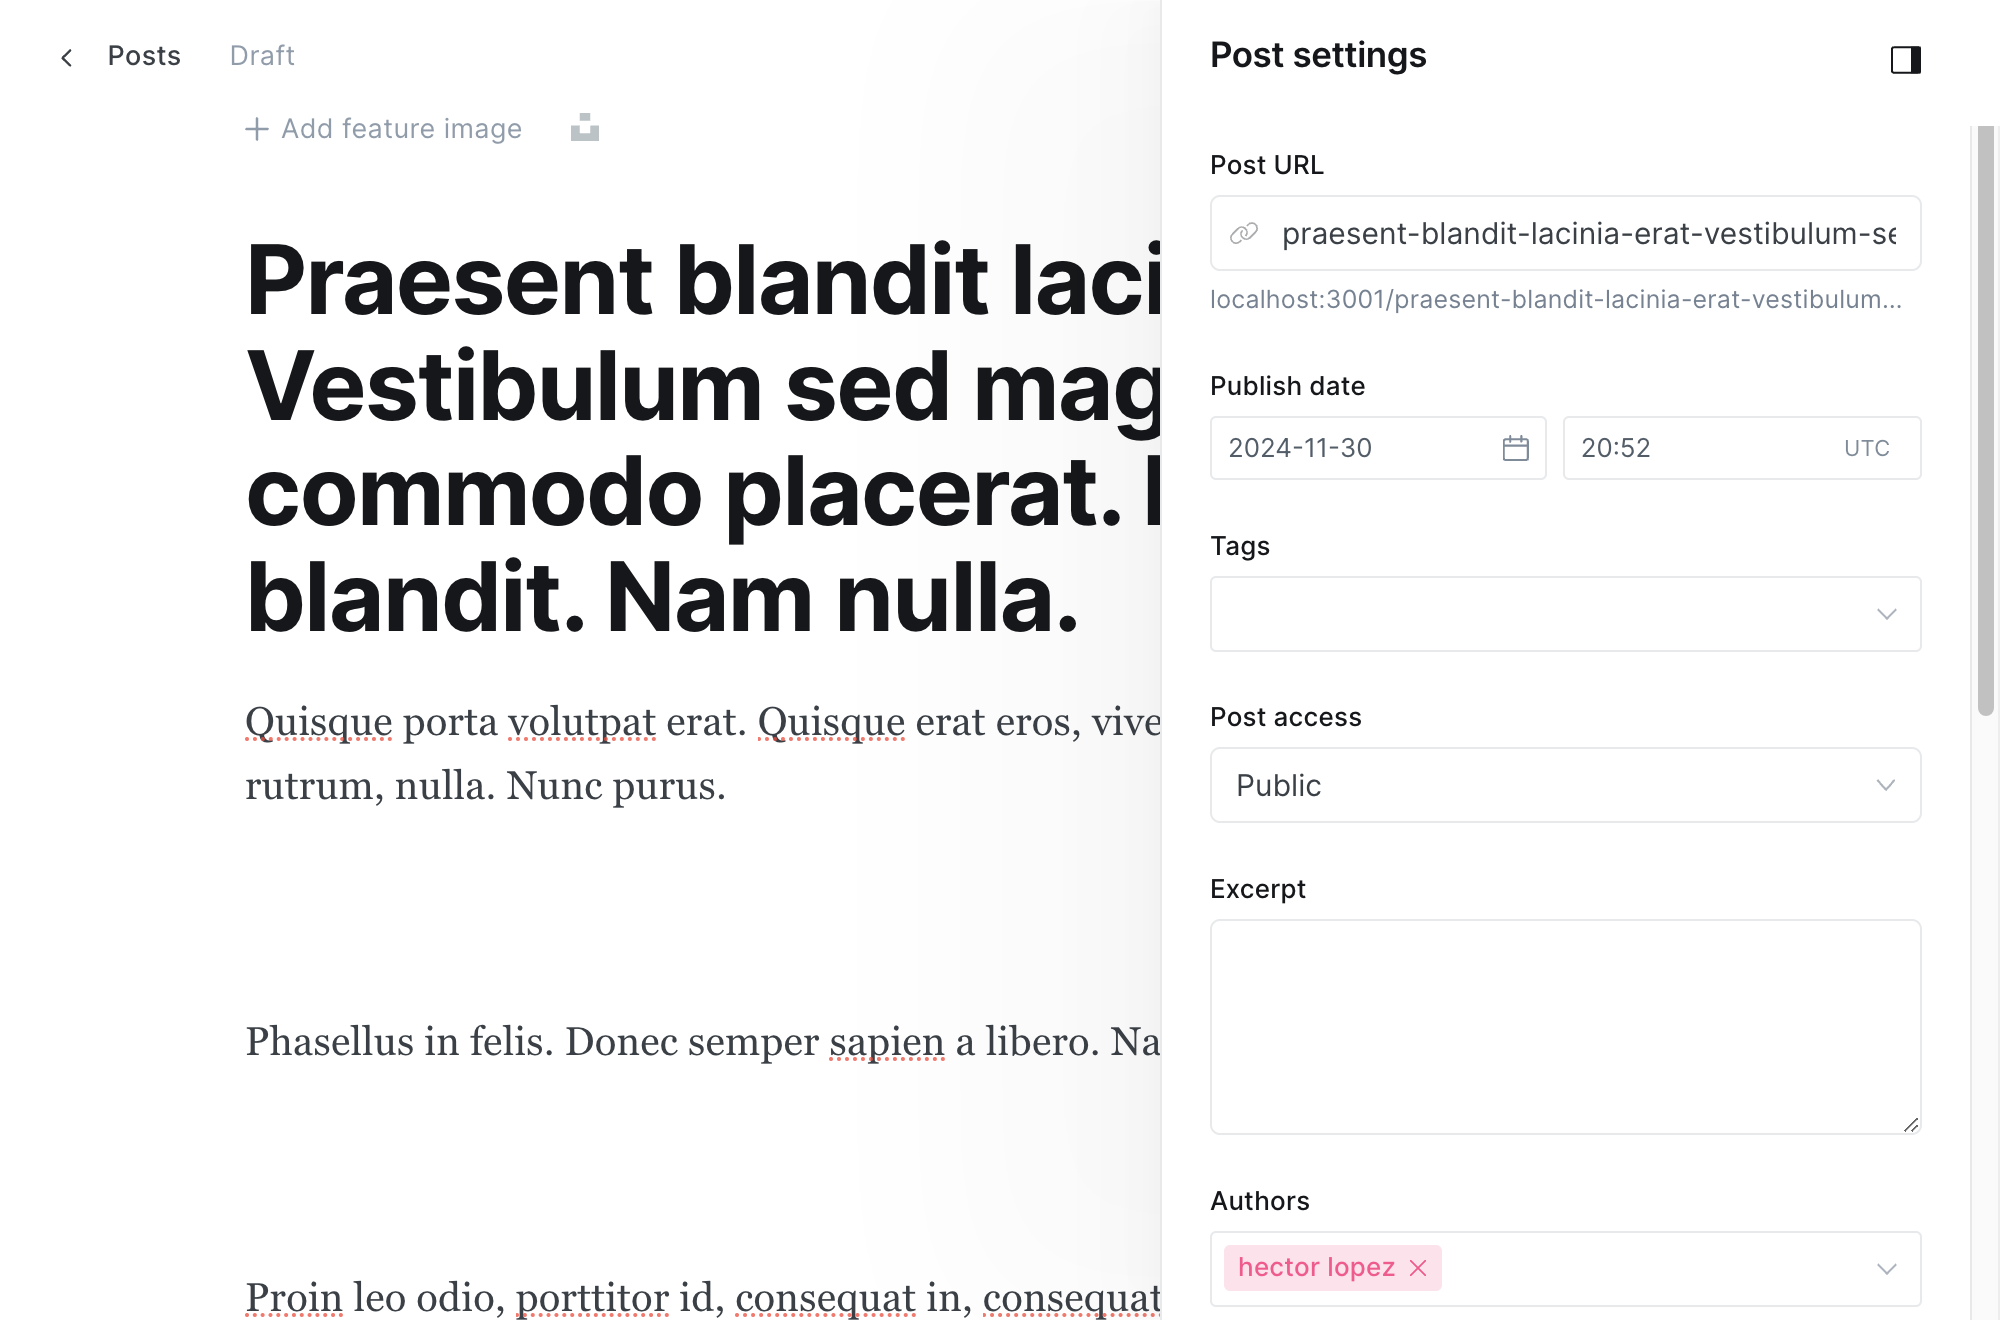 Posts
Draft
Add feature image
Praesent blandit laci
Vestibulum sed mag
commodo placerat.
blandit. Nam nulla.
Quisque porta volutpat erat. Quisque erat eros, vive
rutrum, nulla. Nunc purus.
Phasellus in felis. Donec semper sapien a libero. Na
Proin leo odio, porttitor id, consequat in, consequat
Post settings
Post URL
praesent-blandit-lacinia-erat-vestibulum-se
localhost:3001/praesent-blandit-lacinia-erat-vestibulum...
Publish date
2024-11-30
20:52
UTC
Tags
Post access
Public
Excerpt
Authors
hector lopez